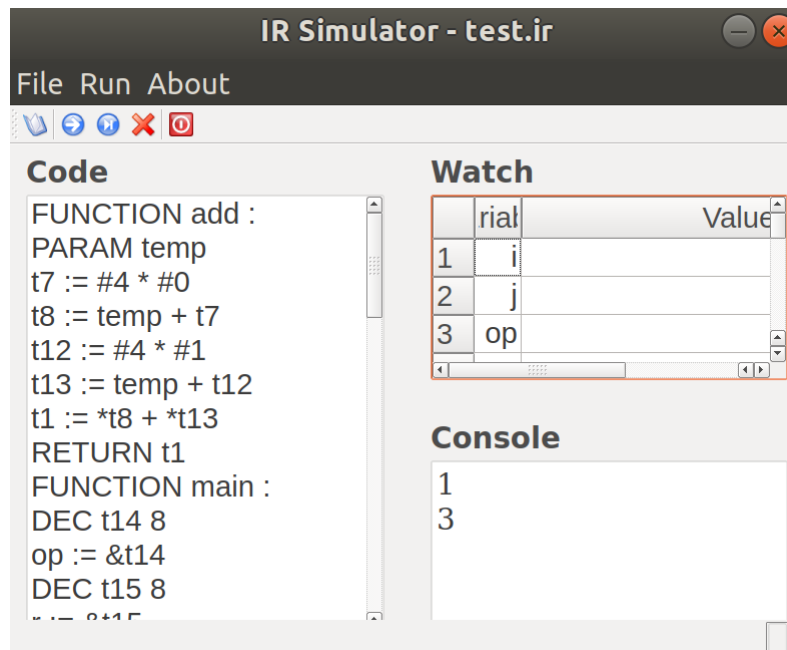 IR Simulator - test.ir
File Run About
Code
FUNCTION add :
PARAM temp
t7 := #4 * #0
t8 := temp + t7
t12 := #4 * #1
t13 := temp + t12
t1 := *t8 + *t13
RETURN t1
FUNCTION main :
DEC t14 8
op := &t14
DEC t15 8
r := &t15
Watch
riab Value
1 i
2 j
3 op
Console
1
3